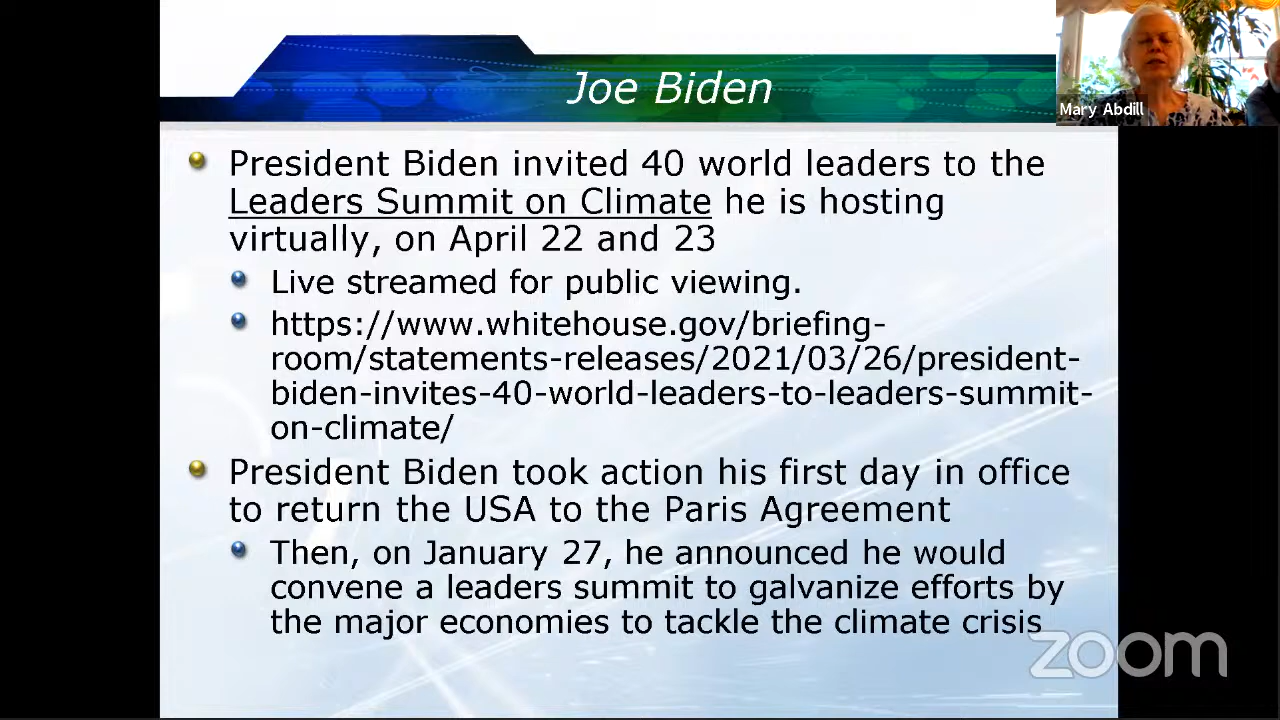 Joe Biden
Mary Abdill
President Biden invited 40 world leaders to the
Leaders Summit on Climate he is hosting
virtually, on April 22 and 23
Live streamed for public viewing.
https://www.whitehouse.gov/briefing-
room/statements-releases/2021/03/26/president-
biden-invites-40-world-leaders-to-leaders-summit-
on-climate/
President Biden took action his first day in office
to return the USA to the Paris Agreement
Then, on January 27, he announced he would
convene a leaders summit to galvanize efforts by
the major economies to tackle the climate crisis
zoom